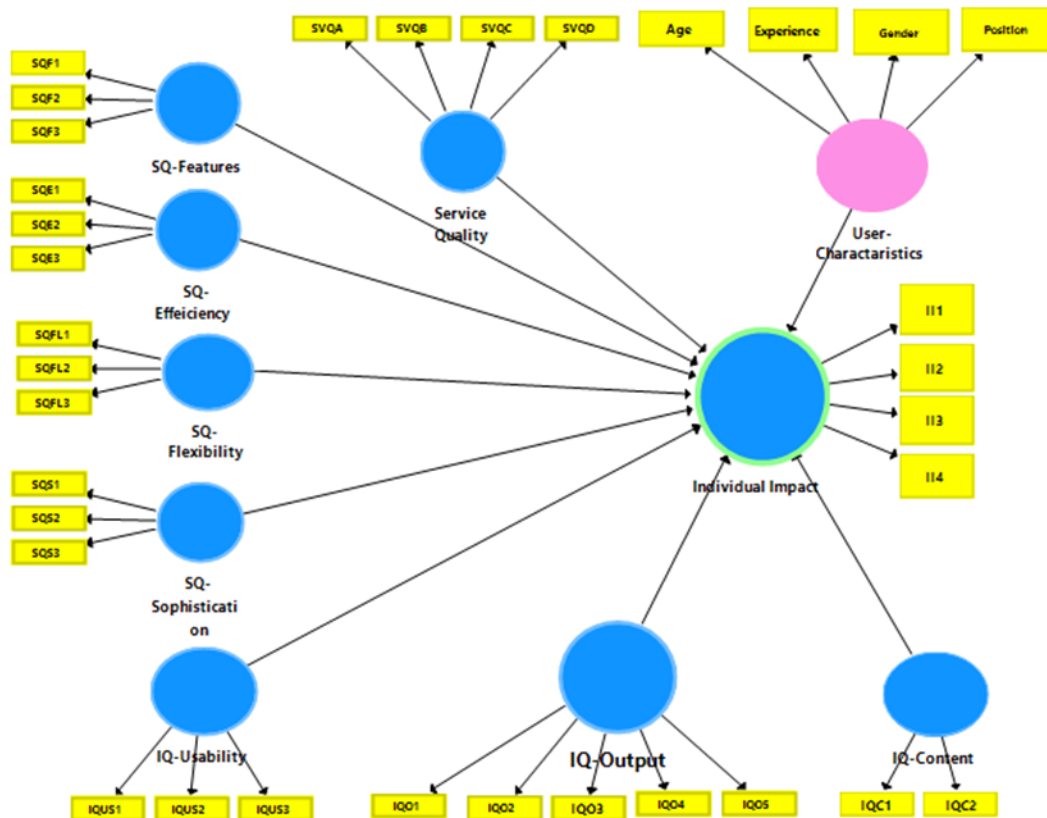 SVQA
SVQB
SVQC
SVQD
Age
Experience
Gender
Position
SQF1
SQF2
SQF3
SQ-Features
SQE1
SQE2
SQE3
SQ-
Effeiciency
Service
Quality
User-
Charactaristics
SQFL1
SQFL2
SQFL3
SQ-
Flexibility
II1
II2
II3
II4
Individual Impact
SQS1
SQS2
SQS3
SQ-
Sophisticati
on
IQ-Usability
IQ-Output
IQ-Content
IQUS1
IQUS2
IQUS3
IQO1
IQO2
IQO3
IQO4
IQO5
IQC1
IQC2